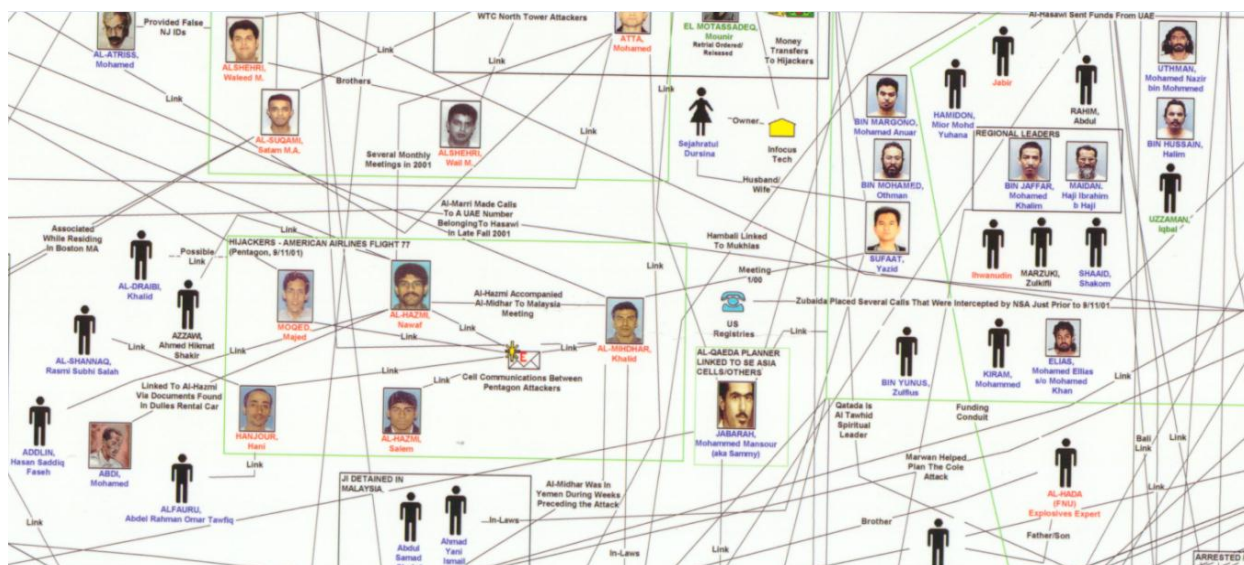 Al-Hasawi Sent Funds From UAE
WTC North Tower Attackers
Provided False
NJ IDs
AL-ATRISS,
Mohamed
ALSHEHRI,
Waleed M.
Link
ATTA,
Mohamed
EL MOTASSADEQ,
Mounir
Retrial Ordered/
Released
Money
Transfers
To Hijackers
Jabir
UTHMAN,
Mohamed Nazir
bin Mohmmed
Link
Link
Brothers
Link
Link
AL-SUQAMI,
Satam M.A.
Several Monthly
Meetings in 2001
ALSHEHRI,
Wail M.
Sejahratul
Dursina
Owner
Infocus
Tech
BIN MARGONO,
Mohamad Anuar
HAMIDON,
Mior Mohd
Yuhana
RAHIM,
Abdul
REGIONAL LEADERS
BIN HUSSAIN,
Halim
Husband/
Wife
BIN MOHAMED,
Othman
BIN JAFFAR,
Mohamed
Khalim
MAIDAN,
Haji Ibrahim
b Haji
UZZAMAN,
Iqbal
Associated
While Residing
In Boston MA
Al-Marri Made Calls
To A UAE Number
Belonging To Hasawi
In Late Fall 2001
Hambali Linked
To Mukhlas
SUFAAT,
Yazid
Possible
Link
HIJACKERS - AMERICAN AIRLINES FLIGHT 77
(Pentagon, 9/11/01)
Link
Meeting
1/00
Ihwanudin
MARZUKI,
Zulkifli
SHAAID,
Shakom
AL-DRAIBI,
Khalid
Al-Hazmi Accompanied
Al-Midhar To Malaysia
Meeting
Zubaida Placed Several Calls That Were Intercepted by NSA Just Prior to 9/11/01
AZZAWI,
Ahmed Hikmat
Shakir
MOQED,
Majed
AL-HAZMI,
Nawaf
Link
Link
Link
AL-MIHDHAR,
Khalid
US
Registries
Link
AL-SHANNAQ,
Rasmi Subhi Salah
Link
Link
E
Cell Communications Between
Pentagon Attackers
AL-QAEDA PLANNER
LINKED TO SE ASIA
CELLS/OTHERS
BIN YUNUS,
Zulfius
KIRAM,
Mohammed
ELIAS,
Mohamed Ellias
s/o Mohamed
Khan
Link
Linked To Al-Hazmi
Via Documents Found
In Dulles Rental Car
Link
Link
HANJOUR,
Hani
AL-HAZMI,
Salem
JABARAH,
Mohammed Mansour
(aka Sammy)
Qatada Is
Al Tawhid
Spiritual
Leader
Funding
Conduit
ADDLIN,
Hasan Saddiq
Faseh
ABDI,
Mohamed
Link
Link
Bali
Link
Link
Marwan Helped
Plan The Cole
Attack
JI DETAINED IN
MALAYSIA
Al-Midhar Was In
Yemen During Weeks
Preceding the Attack
Link
AL-HADA
(FNU)
Explosives Expert
ALFAURU,
Abdel Rahman Omar Tawfiq
Link
In-Laws
Brother
Link
Father/Son
Abdul
Samad
Ahmad
Yani
Ismail
In-Laws
Link
Link
ARRESTED